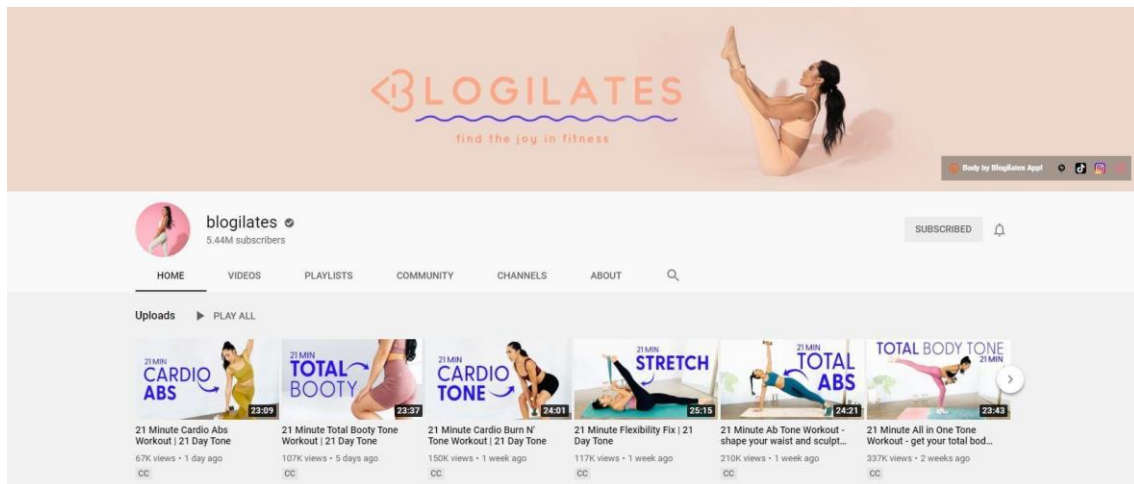 <BLOGILATES
find the joy in fitness
Body by Blogilates App!
blogilates
5.44M subscribers
SUBSCRIBED
HOME VIDEOS PLAYLISTS COMMUNITY CHANNELS ABOUT
Uploads PLAY ALL
21 MIN
CARDIO
ABS
23:09
21 MIN
TOTAL
BOOTY
23:37
21 MIN
CARDIO
TONE
24:01
21 MIN
STRETCH
25:15
21 MIN
TOTAL
ABS
24:21
TOTAL BODY TONE
21 MIN
23:43
21 Minute Cardio Abs
Workout | 21 Day Tone
67K views • 1 day ago
CC
21 Minute Total Booty Tone
Workout | 21 Day Tone
107K views • 5 days ago
CC
21 Minute Cardio Burn N'
Tone Workout | 21 Day Tone
150K views • 1 week ago
CC
21 Minute Flexibility Fix | 21
Day Tone
117K views • 1 week ago
CC
21 Minute Ab Tone Workout -
shape your waist and sculpt...
210K views • 1 week ago
CC
21 Minute All in One Tone
Workout - get your total bod...
337K views • 2 weeks ago
CC